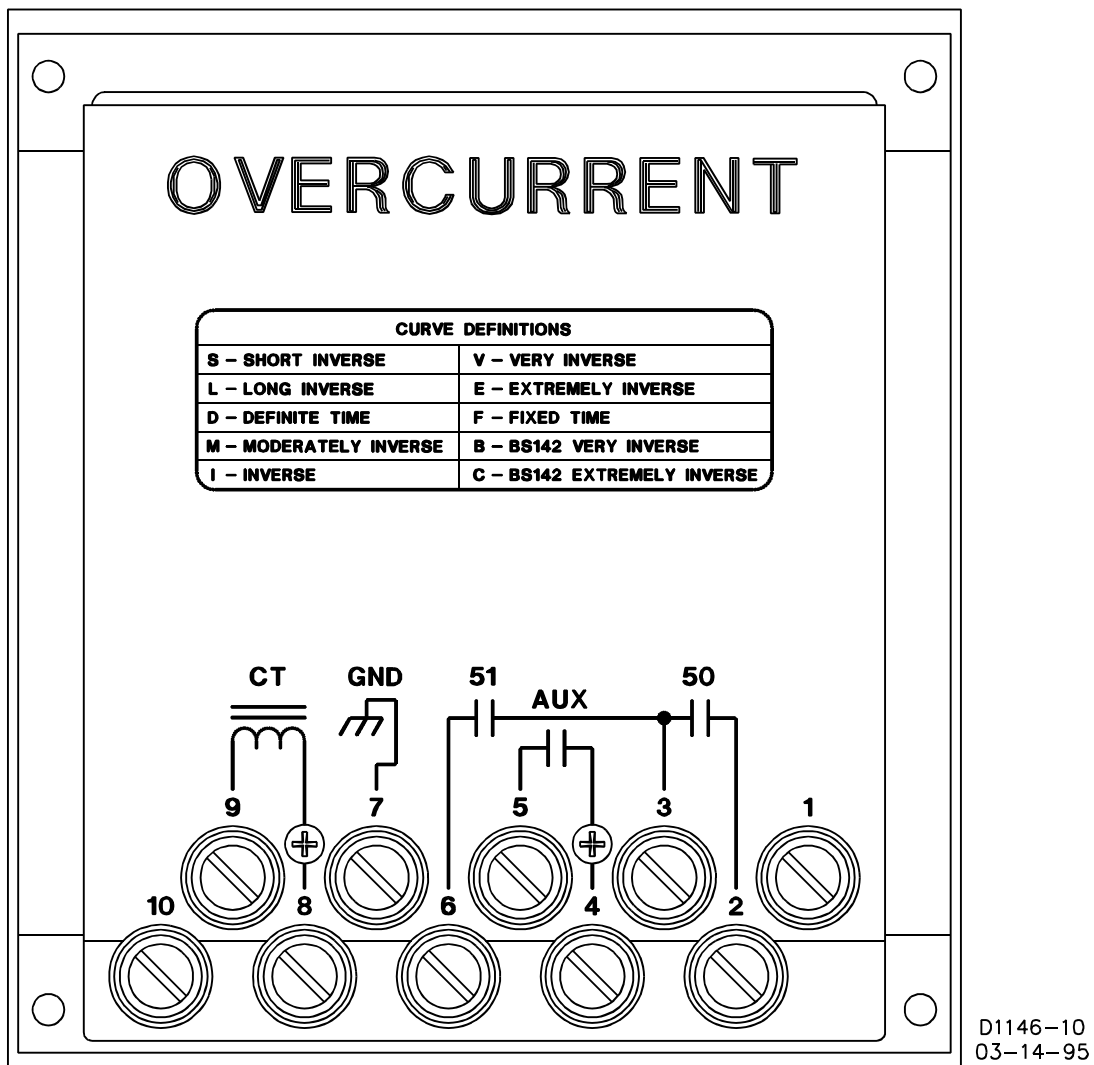 OVERCURRENT
CURVE DEFINITIONS
S – SHORT INVERSE
V – VERY INVERSE
L – LONG INVERSE
E – EXTREMELY INVERSE
D – DEFINITE TIME
F – FIXED TIME
M – MODERATELY INVERSE
B – BS142 VERY INVERSE
I – INVERSE
C – BS142 EXTREMELY INVERSE
CT
GND
51
AUX
50
9
7
5
3
1
10
8
6
4
2
D1146–10
03–14–95